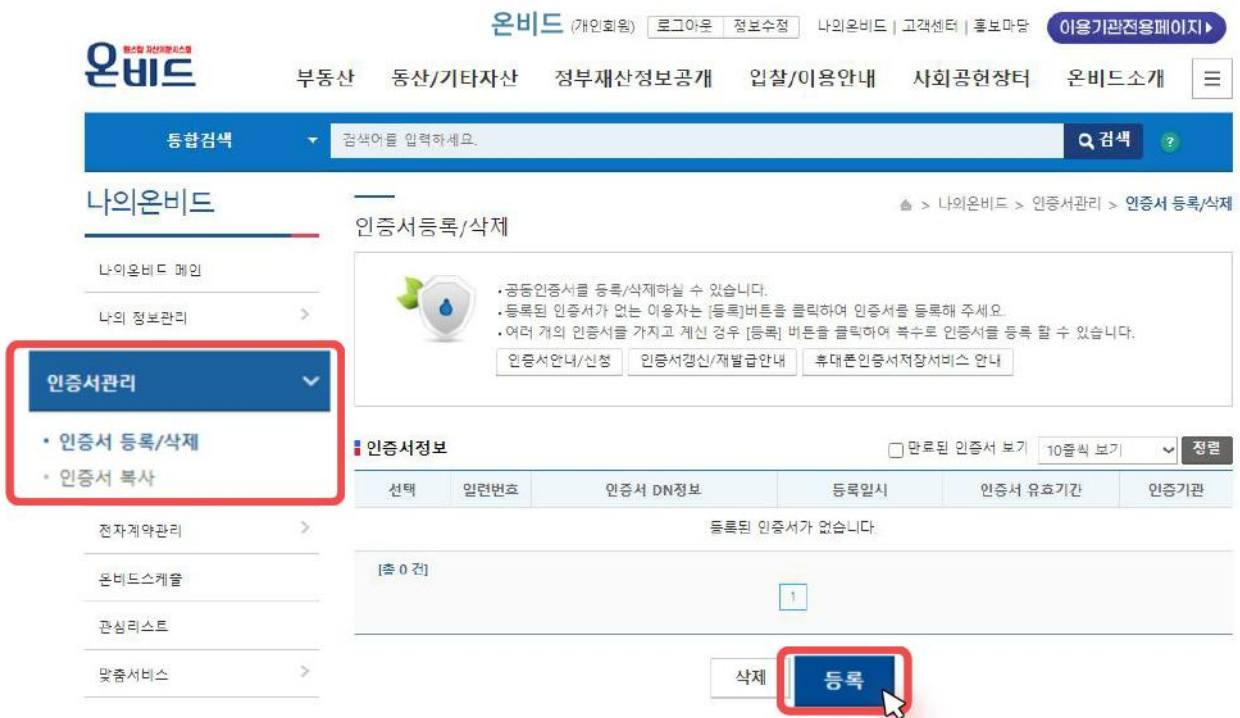 온비드 (개인회원) 로그아웃 정보수정 나의온비드 | 고객센터 | 홍보마당 이용기관전용페이지
원스탑 자산처분시스템
온비드
부동산 동산/기타자산 정부재산정보공개 입찰/이용안내 사회공헌장터 온비드소개
통합검색 검색어를 입력하세요. 검색 ?
나의온비드
> 나의온비드 > 인증서관리 > 인증서 등록/삭제
인증서등록/삭제
나의온비드 메인
나의 정보관리 >
인증서관리
• 인증서 등록/삭제
• 인증서 복사
전자계약관리 >
온비드스케쥴
관심리스트
맞춤서비스 >
• 공동인증서를 등록/삭제하실 수 있습니다.
• 등록된 인증서가 없는 이용자는 [등록]버튼을 클릭하여 인증서를 등록해 주세요.
• 여러 개의 인증서를 가지고 계신 경우 [등록] 버튼을 클릭하여 복수로 인증서를 등록 할 수 있습니다.
인증서안내/신청 인증서갱신/재발급안내 휴대폰인증서저장서비스 안내
인증서정보 만료된 인증서 보기 10줄씩 보기 정렬
선택 일련번호 인증서 DN정보 등록일시 인증서 유효기간 인증기관
등록된 인증서가 없습니다.
[총 0 건]
1
삭제 등록